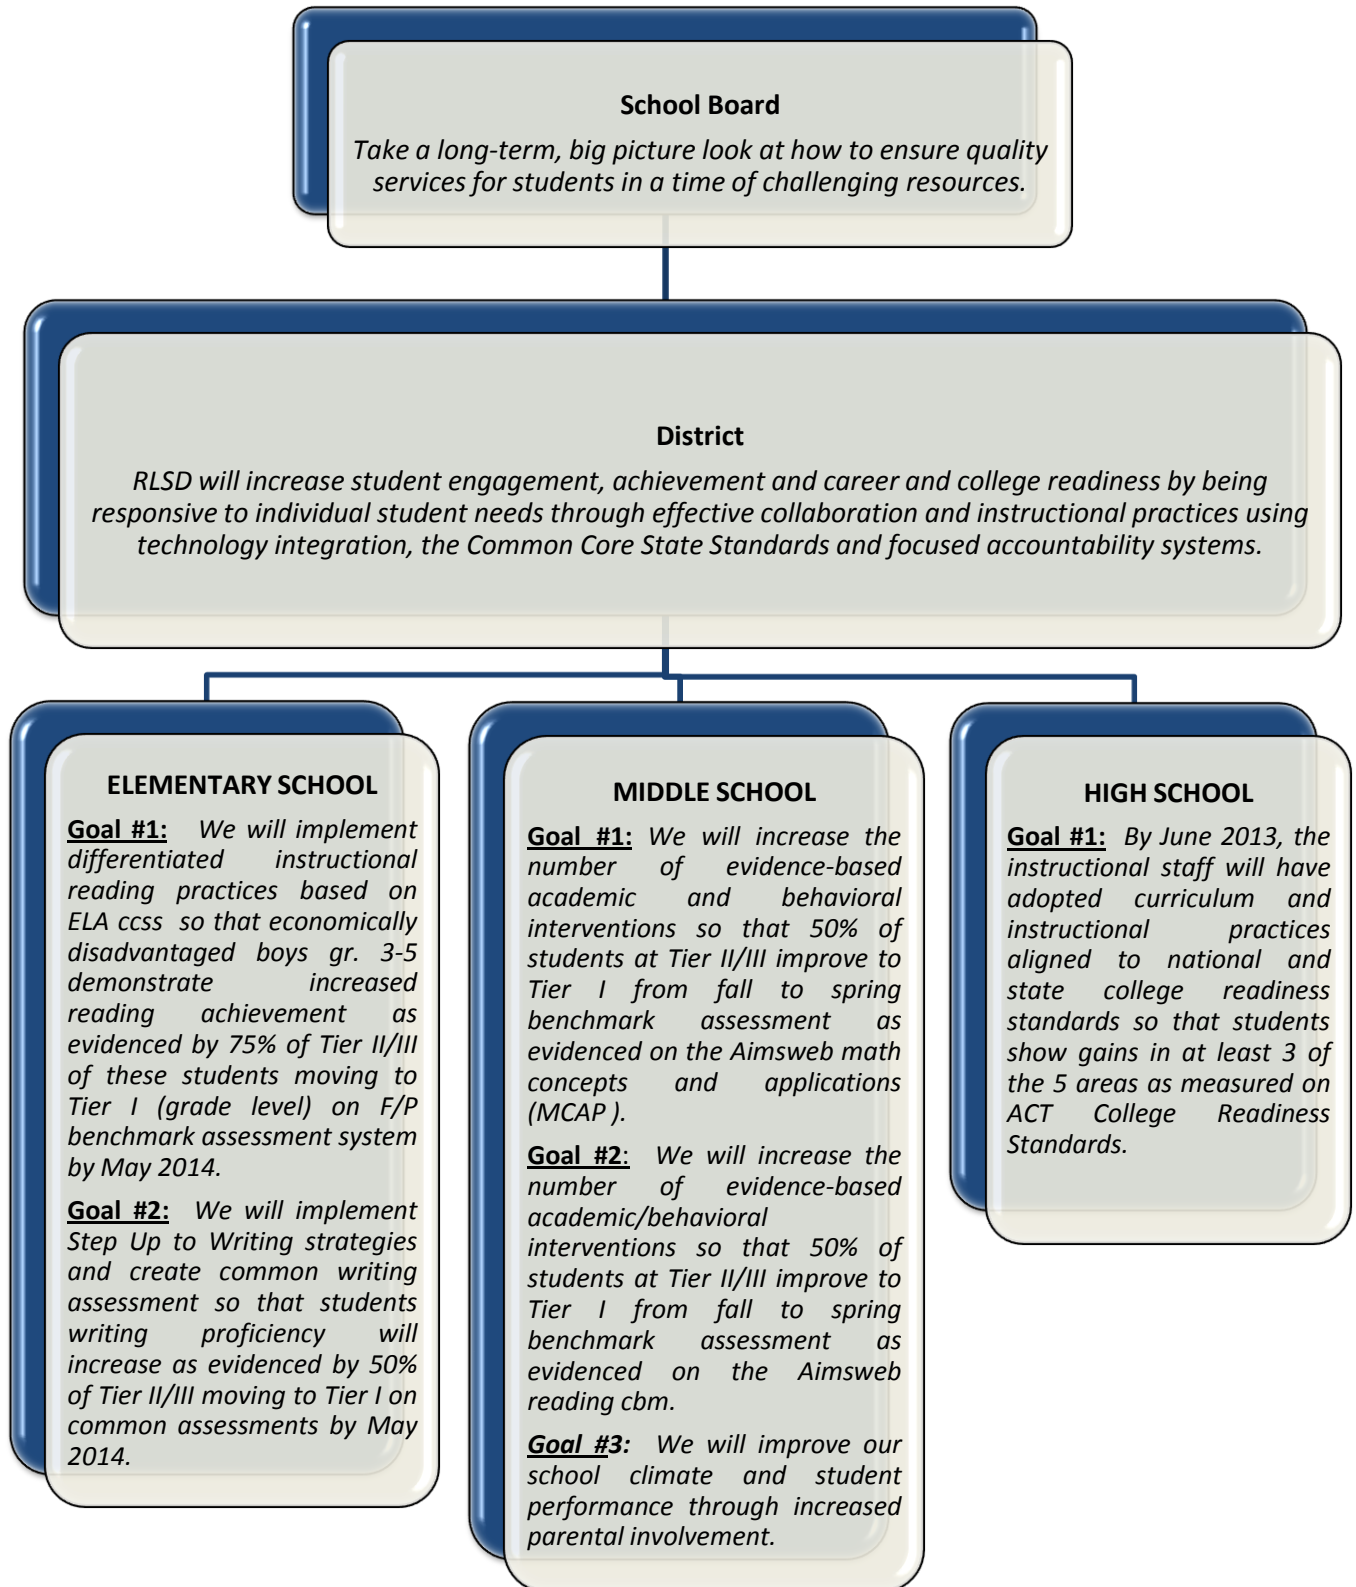 School Board
Take a long-term, big picture look at how to ensure quality
services for students in a time of challenging resources.
District
RLSD will increase student engagement, achievement and career and college readiness by being
responsive to individual student needs through effective collaboration and instructional practices using
technology integration, the Common Core State Standards and focused accountability systems.
ELEMENTARY SCHOOL
Goal #1: We will implement
differentiated instructional
reading practices based on
ELA ccss so that economically
disadvantaged boys gr. 3-5
demonstrate increased
reading achievement as
evidenced by 75% of Tier II/III
of these students moving to
Tier I (grade level) on F/P
benchmark assessment system
by May 2014.
Goal #2: We will implement
Step Up to Writing strategies
and create common writing
assessment so that students
writing proficiency will
increase as evidenced by 50%
of Tier II/III moving to Tier I on
common assessments by May
2014.
MIDDLE SCHOOL
Goal #1: We will increase the
number of evidence-based
academic and behavioral
interventions so that 50% of
students at Tier II/III improve to
Tier I from fall to spring
benchmark assessment as
evidenced on the Aimsweb math
concepts and applications
(MCAP ).
Goal #2: We will increase the
number of evidence-based
academic/behavioral
interventions so that 50% of
students at Tier II/III improve to
Tier I from fall to spring
benchmark assessment as
evidenced on the Aimsweb
reading cbm.
Goal #3: We will improve our
school climate and student
performance through increased
parental involvement.
HIGH SCHOOL
Goal #1: By June 2013, the
instructional staff will have
adopted curriculum and
instructional practices
aligned to national and
state college readiness
standards so that students
show gains in at least 3 of
the 5 areas as measured on
ACT College Readiness
Standards.